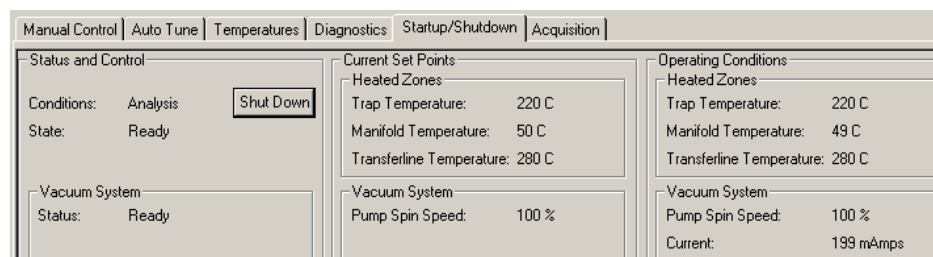 Manual Control Auto Tune Temperatures Diagnostics Startup/Shutdown Acquisition
Status and Control
Conditions: Analysis Shut Down
State: Ready
Vacuum System
Status: Ready
Current Set Points
Heated Zones
Trap Temperature: 220 C
Manifold Temperature: 50 C
Transferline Temperature: 280 C
Vacuum System
Pump Spin Speed: 100 %
Operating Conditions
Heated Zones
Trap Temperature: 220 C
Manifold Temperature: 49 C
Transferline Temperature: 280 C
Vacuum System
Pump Spin Speed: 100 %
Current: 199 mAmps